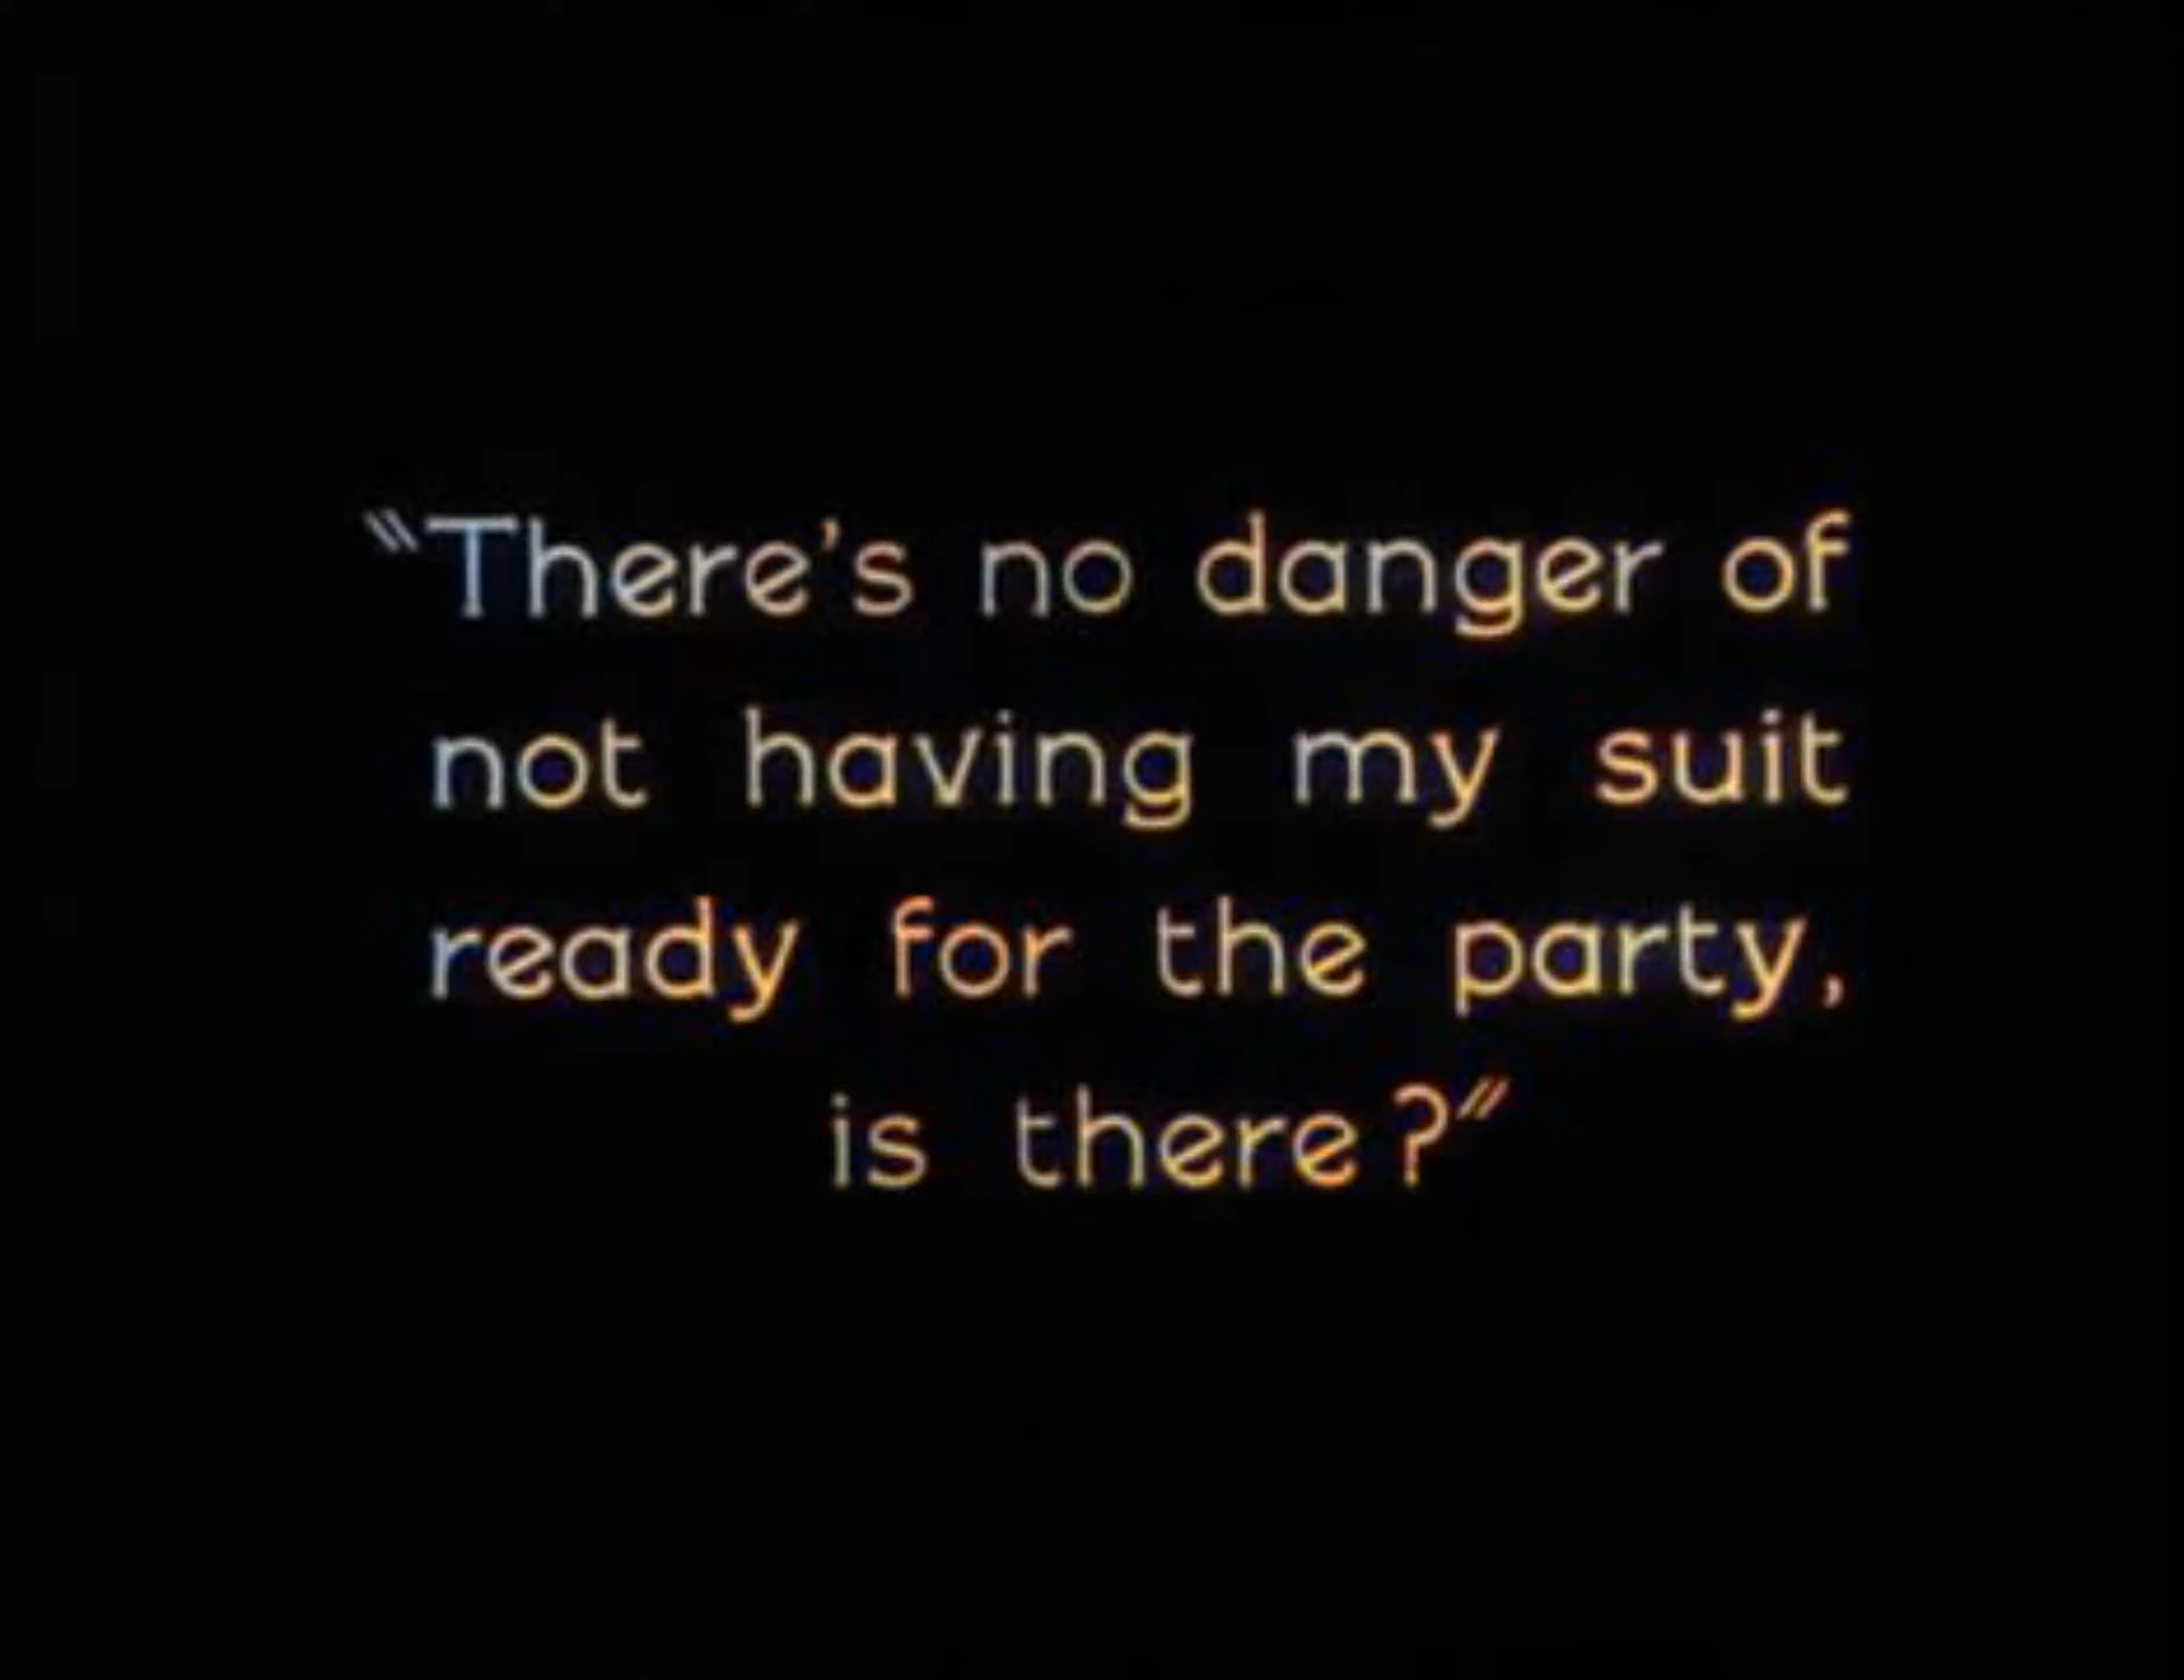 "There's no danger of
not having my suit
ready for the party,
is there?"